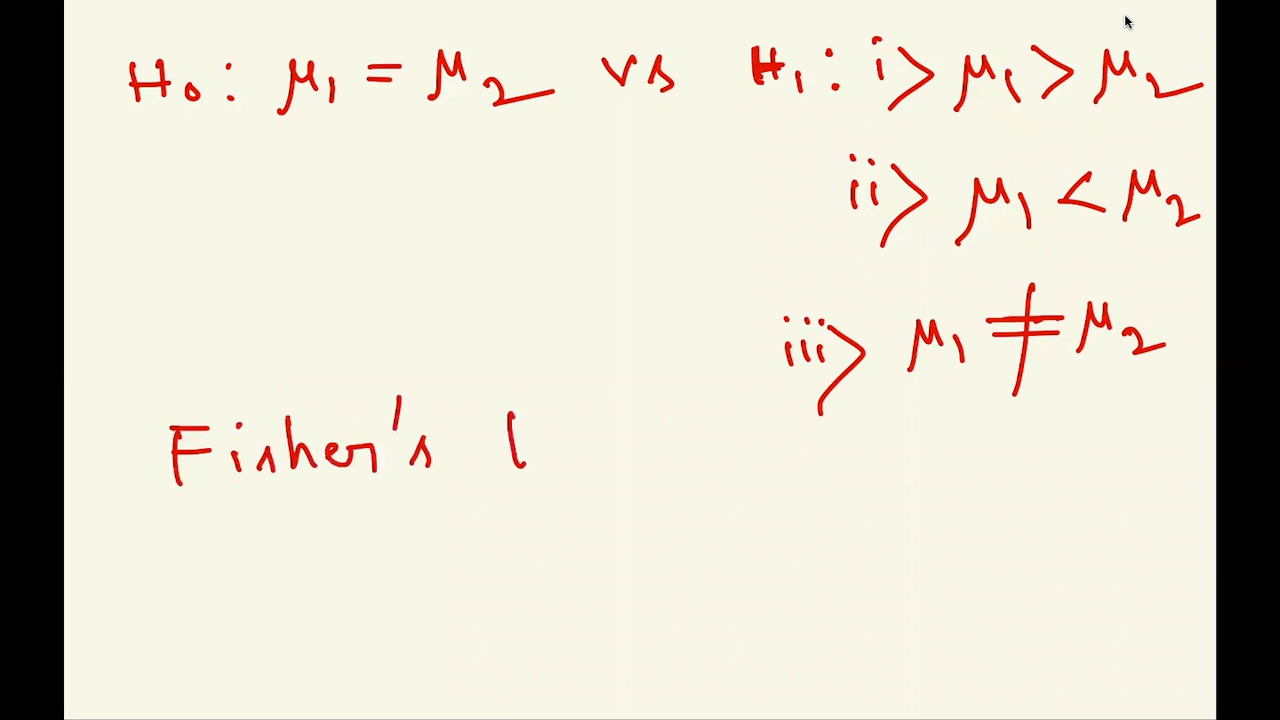 H₀: μ₁ = μ₂ vs H₁: i> μ₁ > μ₂
ii> μ₁ < μ₂
iii> μ₁ ≠ μ₂
Fisher's